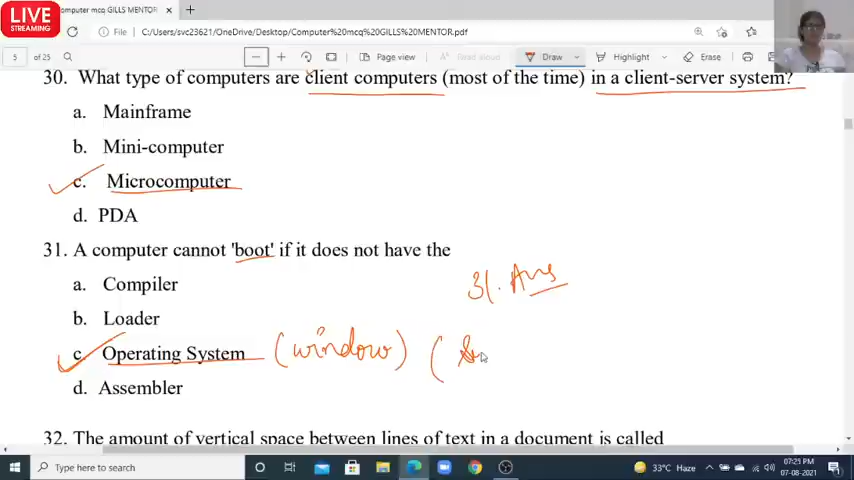 LIVE
STREAMING
Computer mcq GILLS MENTOR.pdf
File | C:/Users/svc23621/OneDrive/Desktop/Computer%20mcq%20GILLS%20MENTOR.pdf
5 of 25 Page view Read aloud Draw Highlight Erase
30. What type of computers are client computers (most of the time) in a client-server system?
a. Mainframe
b. Mini-computer
c. Microcomputer
d. PDA
31. A computer cannot 'boot' if it does not have the
31. Ans
a. Compiler
b. Loader
c. Operating System (window) (
d. Assembler
32. The amount of vertical space between lines of text in a document is called
Type here to search
33°C Haze
07:25 PM
07-08-2021